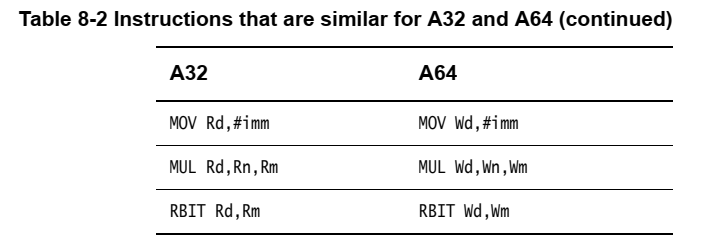 Table 8-2 Instructions that are similar for A32 and A64 (continued)
A32 A64
MOV Rd,#imm MOV Wd,#imm
MUL Rd,Rn,Rm MUL Wd,Wn,Wm
RBIT Rd,Rm RBIT Wd,Wm